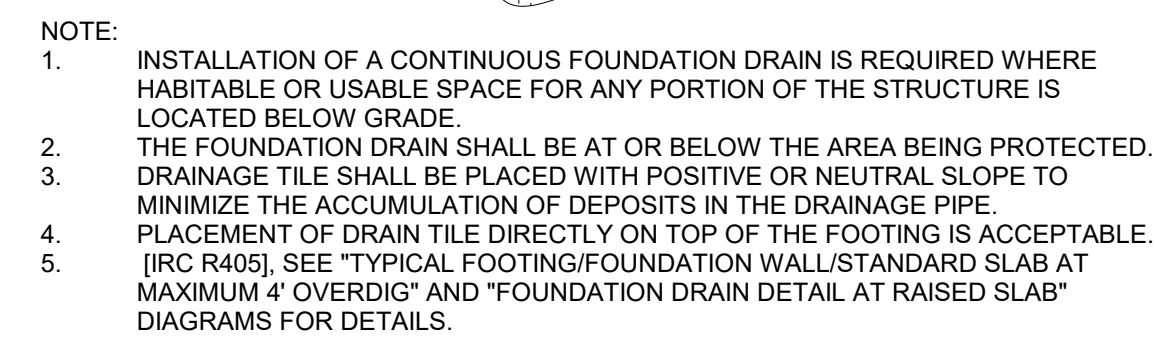 NOTE:
1. INSTALLATION OF A CONTINUOUS FOUNDATION DRAIN IS REQUIRED WHERE
HABITABLE OR USABLE SPACE FOR ANY PORTION OF THE STRUCTURE IS
LOCATED BELOW GRADE.
2. THE FOUNDATION DRAIN SHALL BE AT OR BELOW THE AREA BEING PROTECTED.
3. DRAINAGE TILE SHALL BE PLACED WITH POSITIVE OR NEUTRAL SLOPE TO
MINIMIZE THE ACCUMULATION OF DEPOSITS IN THE DRAINAGE PIPE.
4. PLACEMENT OF DRAIN TILE DIRECTLY ON TOP OF THE FOOTING IS ACCEPTABLE.
5. [IRC R405], SEE "TYPICAL FOOTING/FOUNDATION WALL/STANDARD SLAB AT
MAXIMUM 4' OVERDIG" AND "FOUNDATION DRAIN DETAIL AT RAISED SLAB"
DIAGRAMS FOR DETAILS.